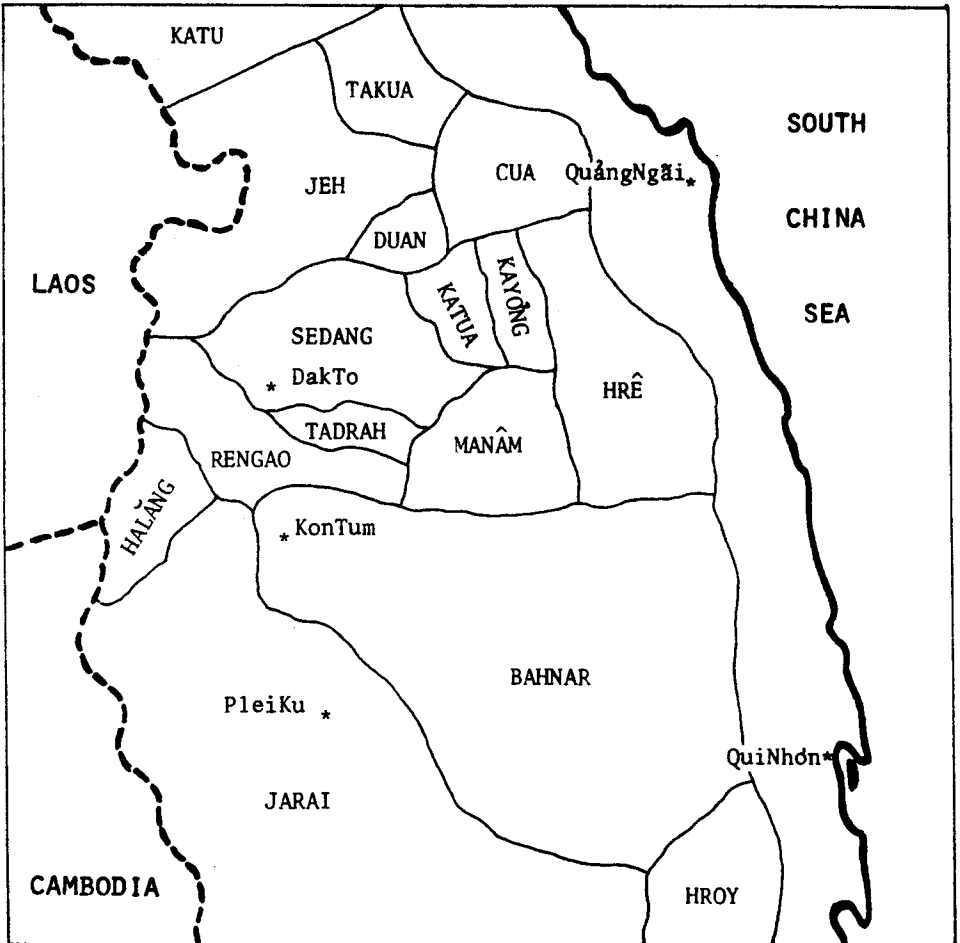 KATU
TAKUA
SOUTH
CUA
QuảngNgãi
JEH
CHINA
DUAN
LAOS
KATUA
KAYỎNG
SEA
SEDANG
DakTo
HRÊ
TADRAH
MANÂM
RENGAO
HALĂNG
KonTum
BAHNAR
PleiKu
QuiNhơn
JARAI
CAMBODIA
HROY